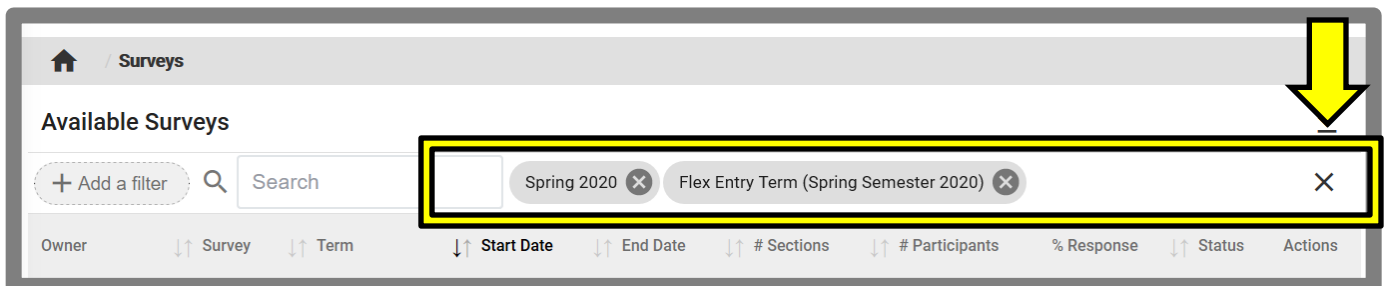 / Surveys
Available Surveys
+ Add a filter Search Spring 2020 Flex Entry Term (Spring Semester 2020)
Owner Survey Term Start Date End Date # Sections # Participants % Response Status Actions